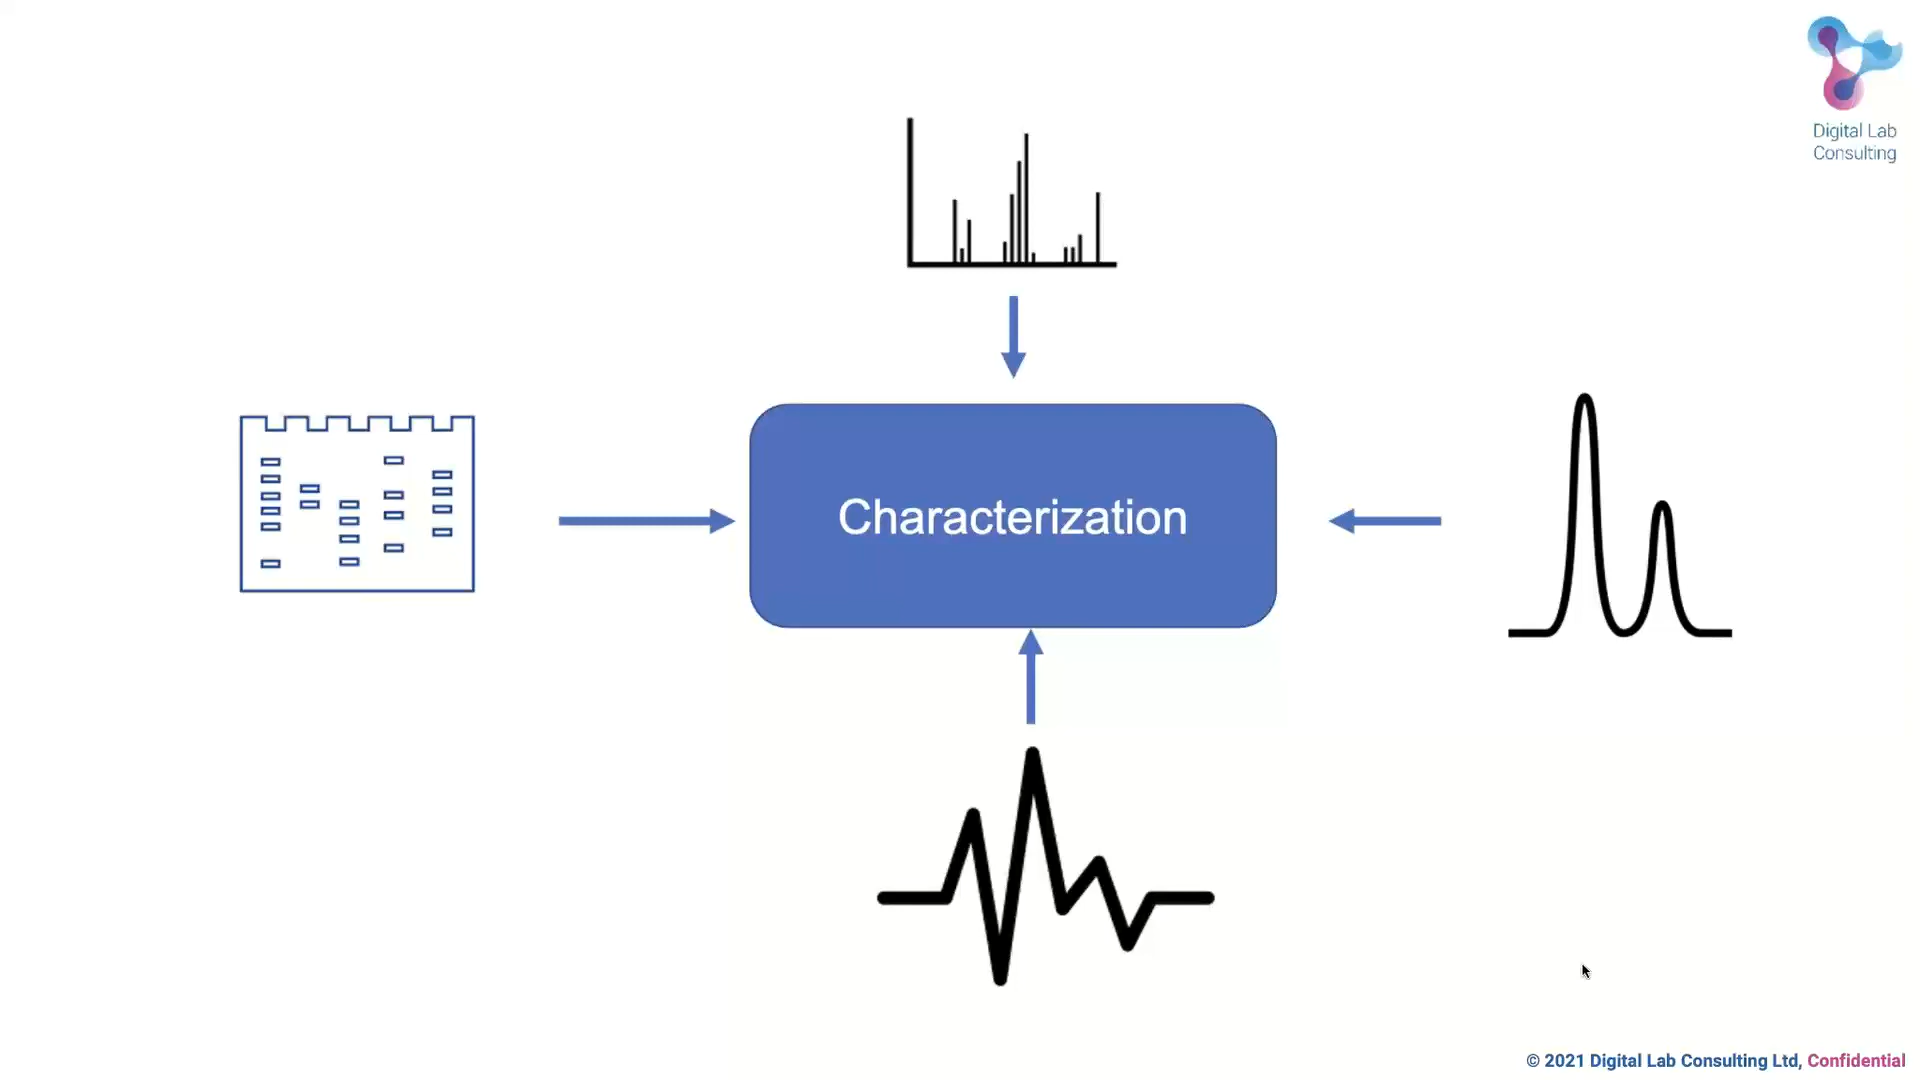 Digital Lab
Consulting
Characterization
© 2021 Digital Lab Consulting Ltd, Confidential